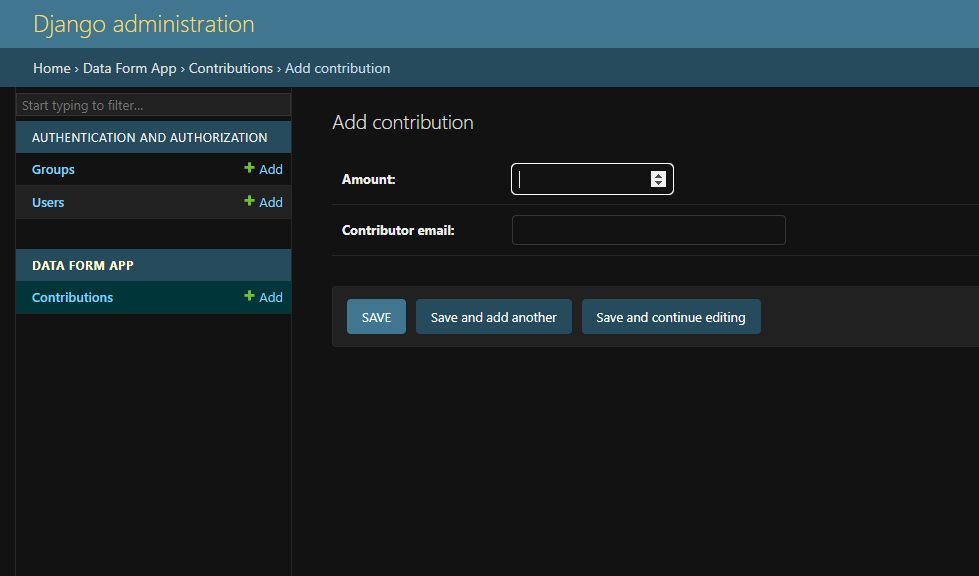 Django administration
Home › Data Form App › Contributions › Add contribution
Start typing to filter...
AUTHENTICATION AND AUTHORIZATION
Groups + Add
Users + Add
DATA FORM APP
Contributions + Add
Add contribution
Amount:
Contributor email:
SAVE Save and add another Save and continue editing